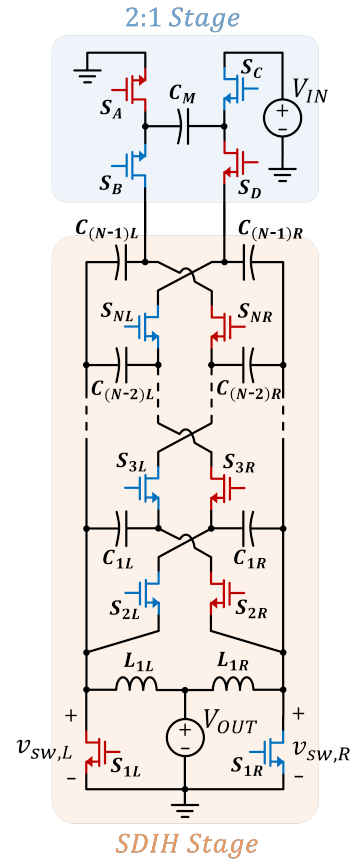 2:1 Stage
S_A
C_M
S_C
V_IN
+
-
S_B
S_D
C_(N-1)L
C_(N-1)R
S_NL
S_NR
C_(N-2)L
C_(N-2)R
S_3L
S_3R
C_1L
C_1R
S_2L
S_2R
L_1L
L_1R
+
V_OUT
+
+
v_sw,L
S_1L
-
S_1R
v_sw,R
-
-
SDIH Stage